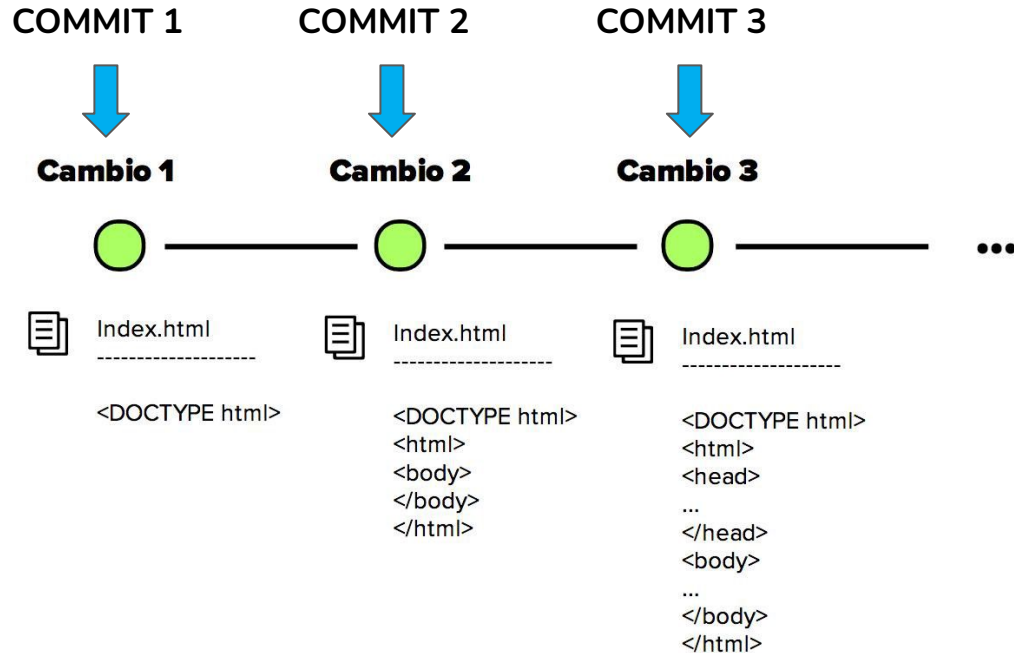 COMMIT 1
COMMIT 2
COMMIT 3
Cambio 1
Cambio 2
Cambio 3
...
Index.html
--------------------
<DOCTYPE html>
Index.html
--------------------
<DOCTYPE html>
<html>
<body>
</body>
</html>
Index.html
--------------------
<DOCTYPE html>
<html>
<head>
...
</head>
<body>
...
</body>
</html>